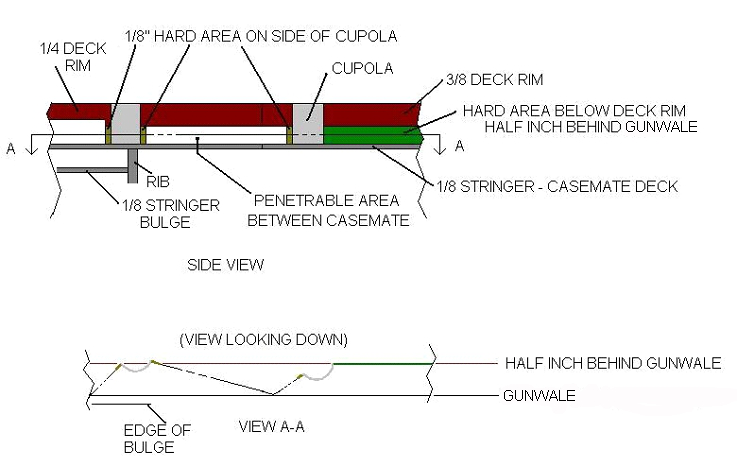 1/8" HARD AREA ON SIDE OF CUPOLA
1/4 DECK
RIM
CUPOLA
3/8 DECK RIM
HARD AREA BELOW DECK RIM
HALF INCH BEHIND GUNWALE
A
A
RIB
1/8 STRINGER
BULGE
PENETRABLE AREA
BETWEEN CASEMATE
1/8 STRINGER - CASEMATE DECK
SIDE VIEW
(VIEW LOOKING DOWN)
HALF INCH BEHIND GUNWALE
GUNWALE
EDGE OF
BULGE
VIEW A-A